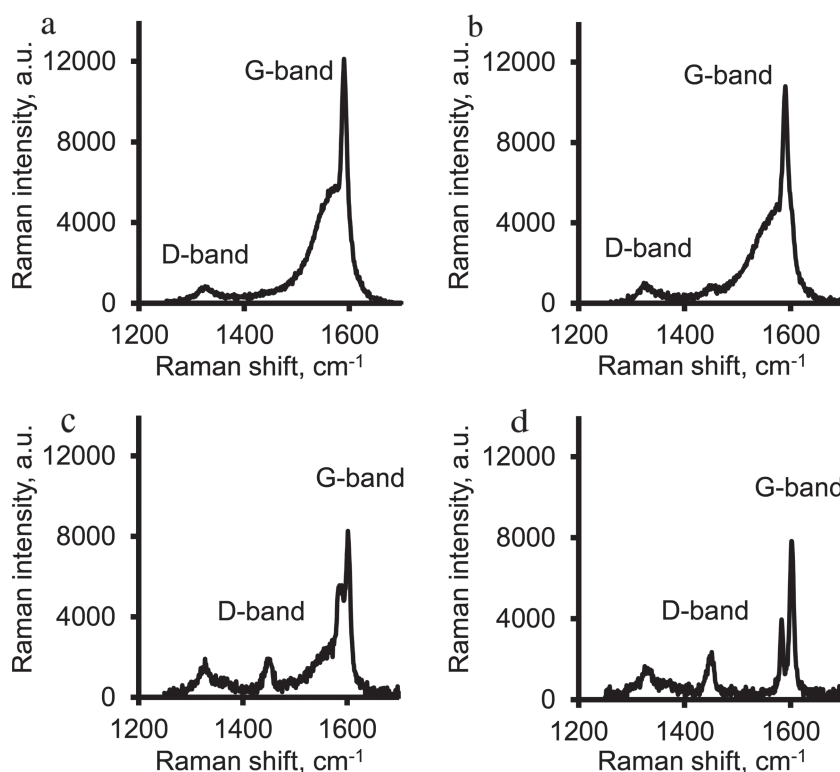 a
Raman intensity, a.u.
12000
8000
4000
0
G-band
D-band
1200 1400 1600
Raman shift, cm-1
b
Raman intensity, a.u.
12000
8000
4000
0
G-band
D-band
1200 1400 1600
Raman shift, cm-1
c
Raman intensity, a.u.
12000
8000
4000
0
G-band
D-band
1200 1400 1600
Raman shift, cm-1
d
Raman intensity, a.u.
12000
8000
4000
0
G-band
D-band
1200 1400 1600
Raman shift, cm-1